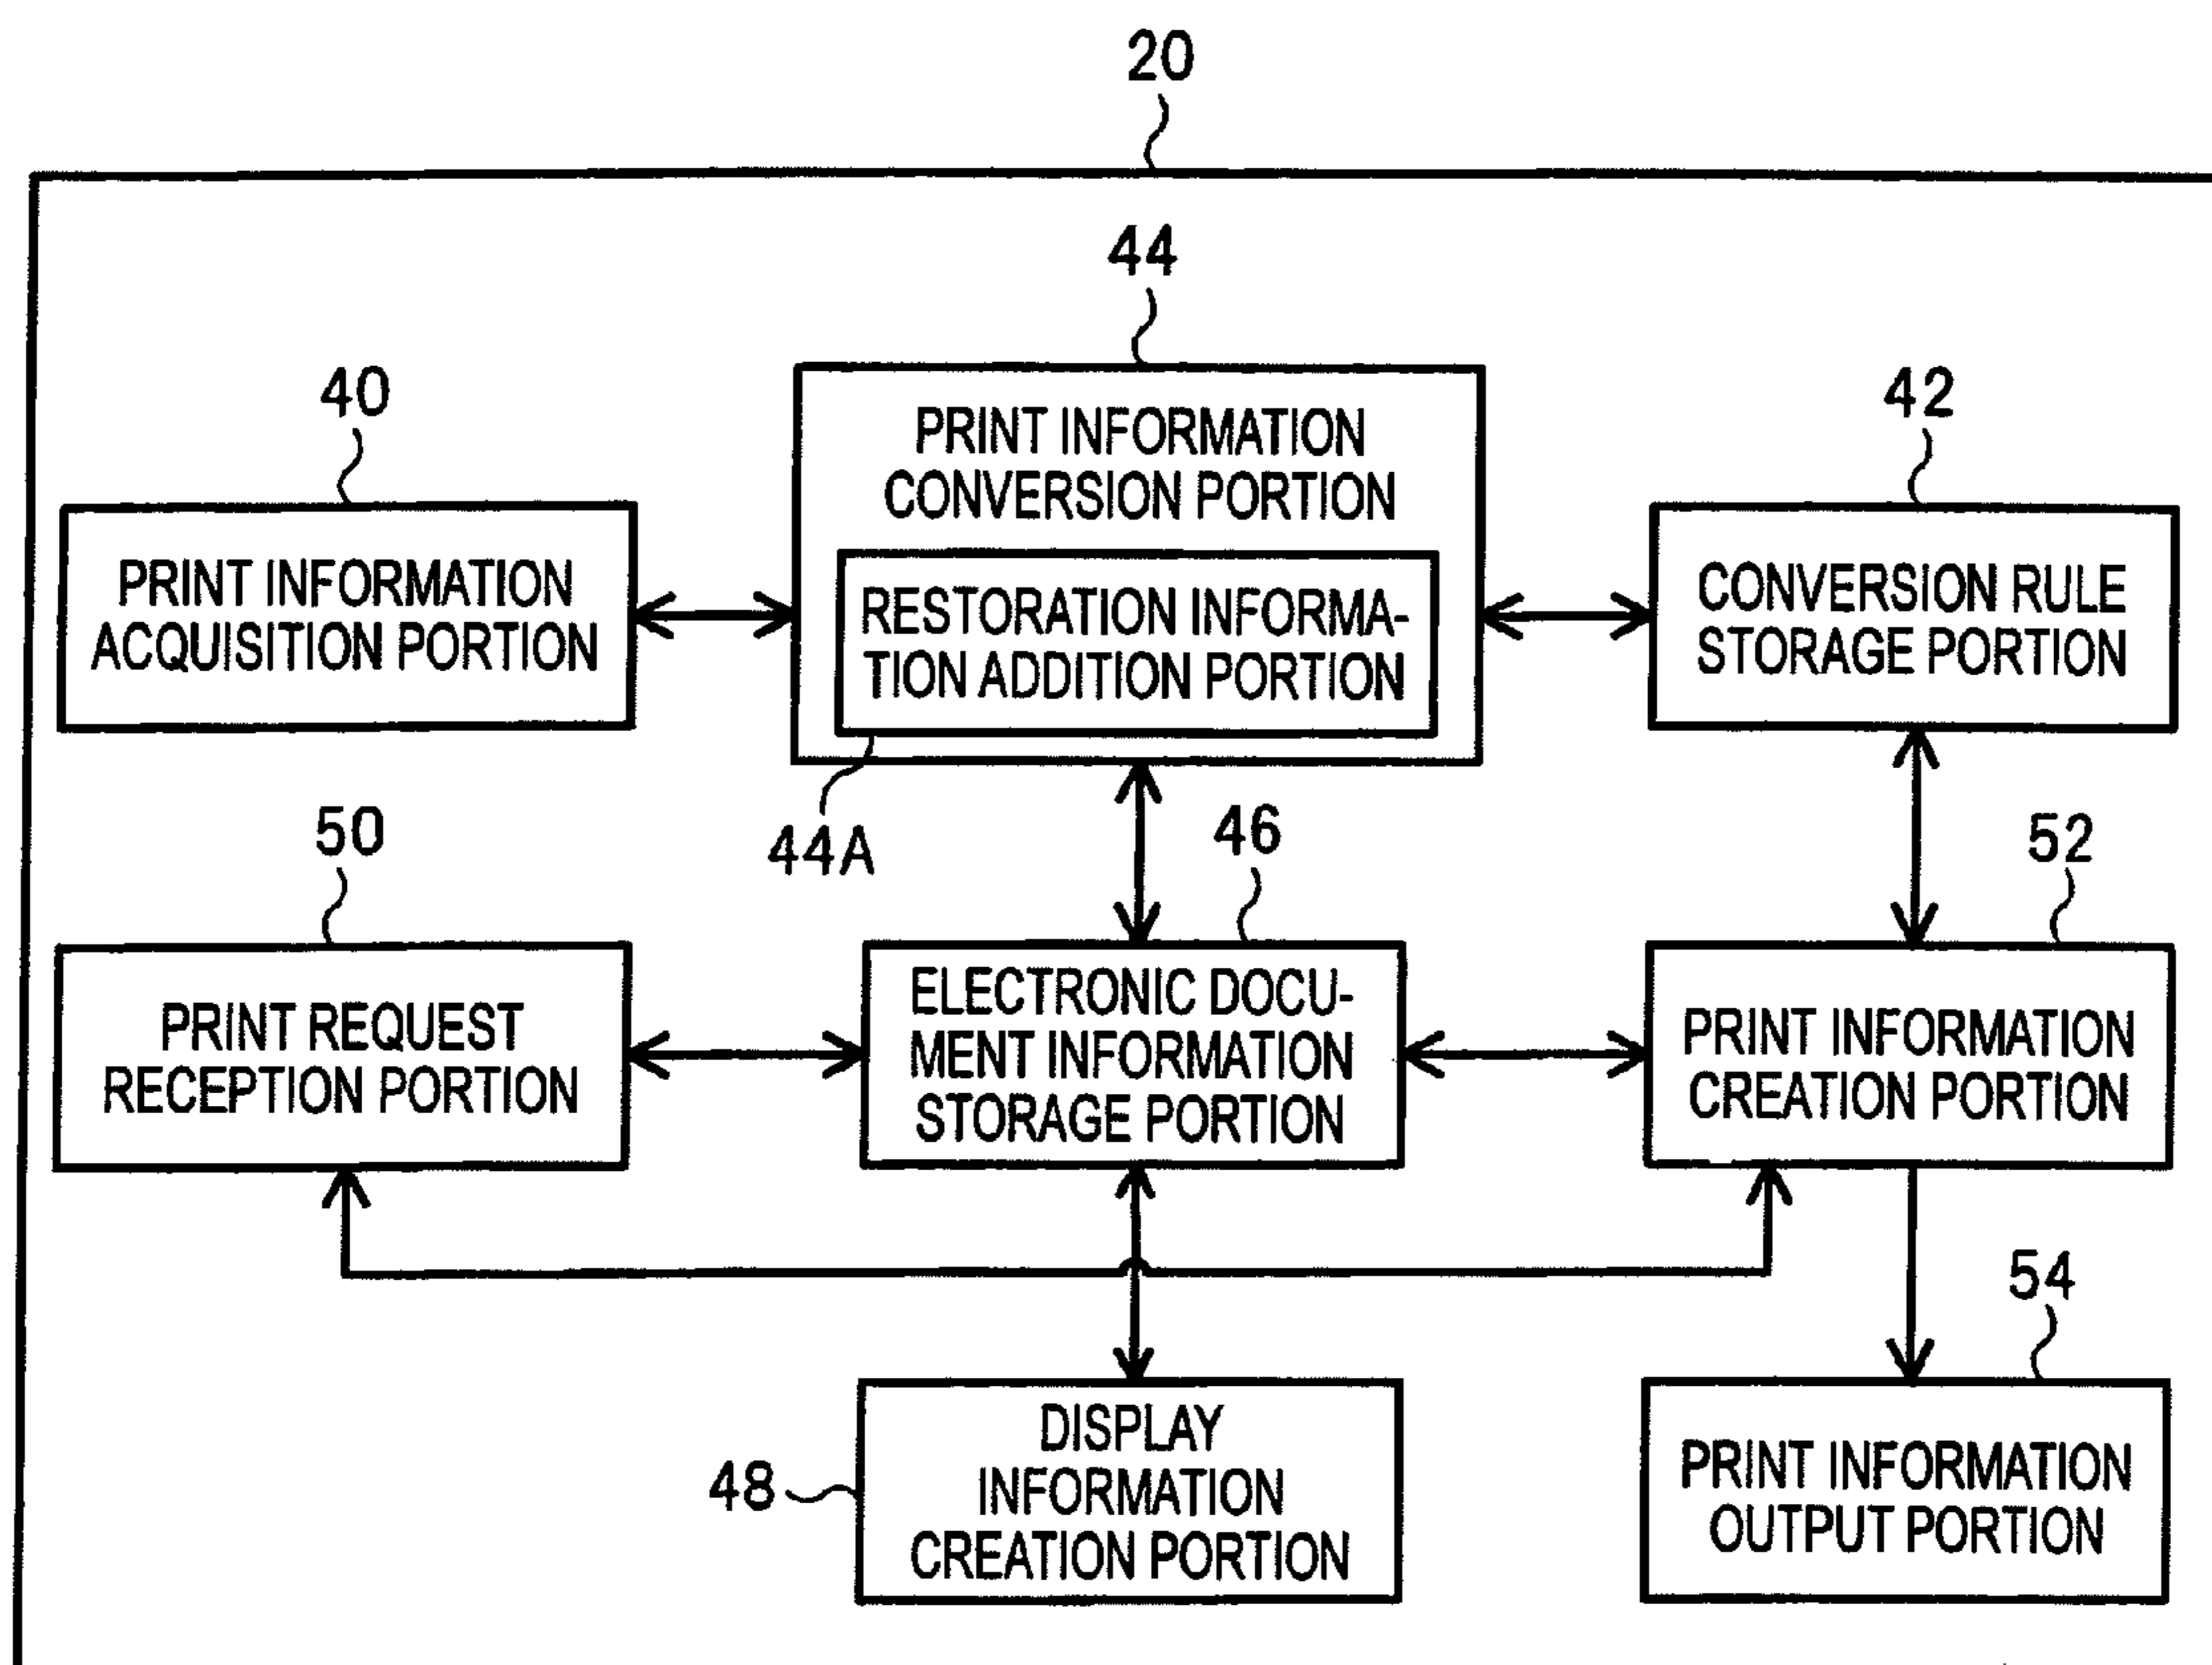 20
44
40
42
PRINT INFORMATION
CONVERSION PORTION
PRINT INFORMATION
ACQUISITION PORTION
RESTORATION INFORMA-
TION ADDITION PORTION
CONVERSION RULE
STORAGE PORTION
44A
50
46
52
PRINT REQUEST
RECEPTION PORTION
ELECTRONIC DOCU-
MENT INFORMATION
STORAGE PORTION
PRINT INFORMATION
CREATION PORTION
54
48
DISPLAY
INFORMATION
CREATION PORTION
PRINT INFORMATION
OUTPUT PORTION